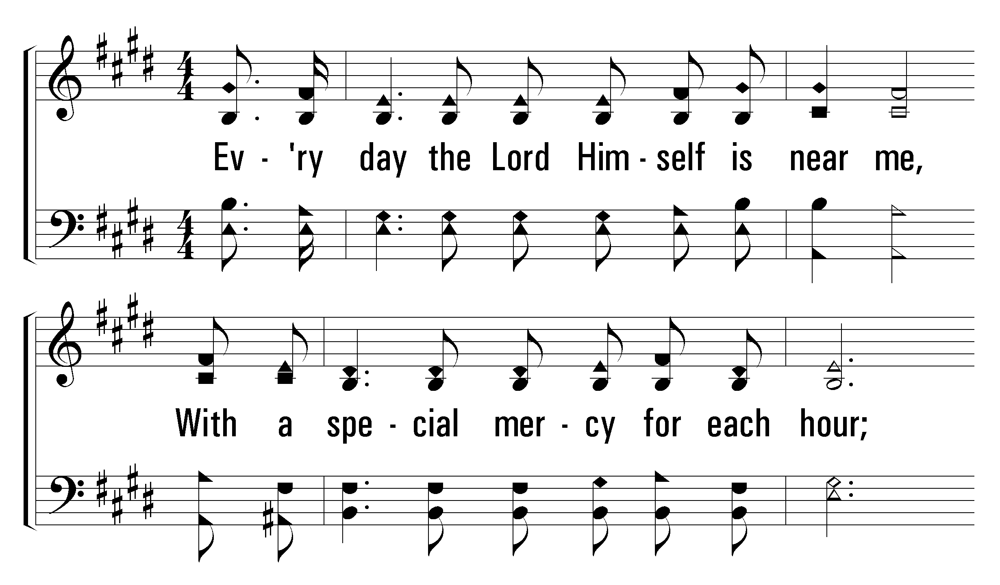 Ev - 'ry day the Lord Him - self is near me,
With a spe - cial mer - cy for each hour;